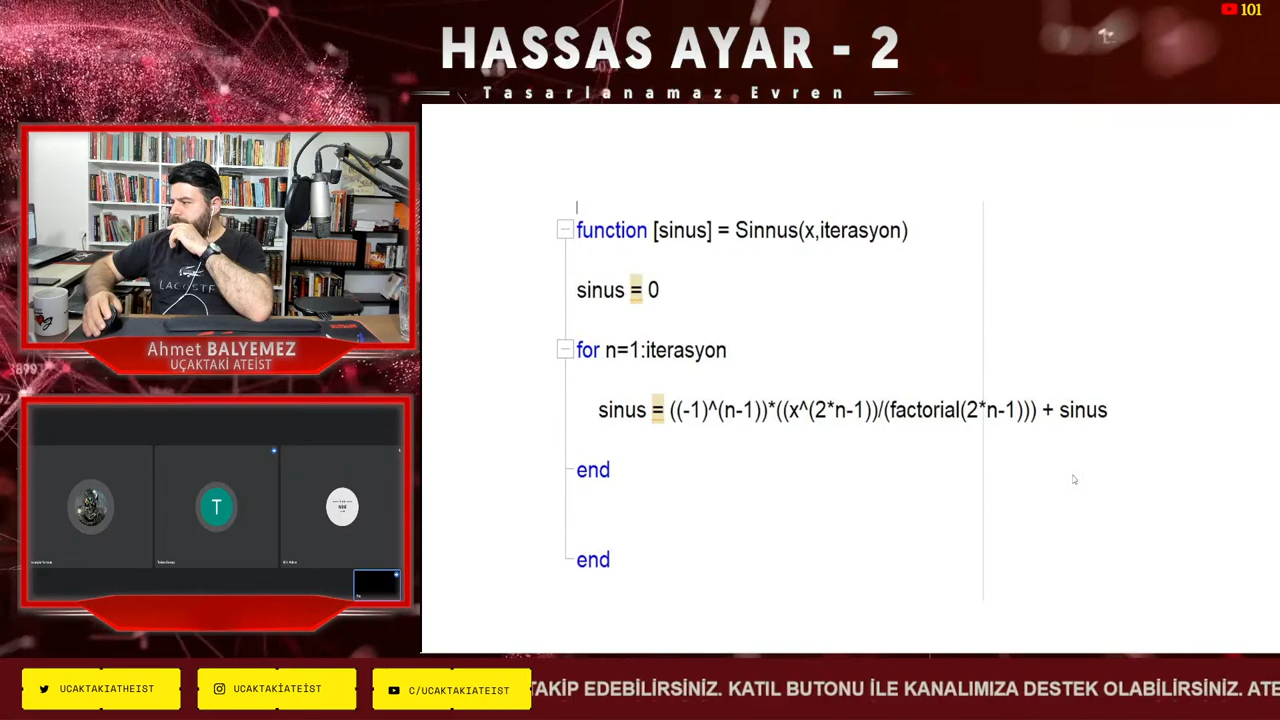 101
HASSAS AYAR - 2
Tasarlanamaz Evren
function [sinus] = Sinnus(x,iterasyon)
sinus = 0
for n=1:iterasyon
sinus = ((-1)^(n-1))*((x^(2*n-1))/(factorial(2*n-1))) + sinus
end
end
LACOSTE
Ahmet BALYEMEZ
UÇAKTAKİ ATEİST
T
UCAKTAKIATHEIST
UCAKTAKİATEİST
C/UCAKTAKIATEIST
TAKİP EDEBİLİRSİNİZ. KATIL BUTONU İLE KANALIMIZA DESTEK OLABİLİRSİNİZ. ATE